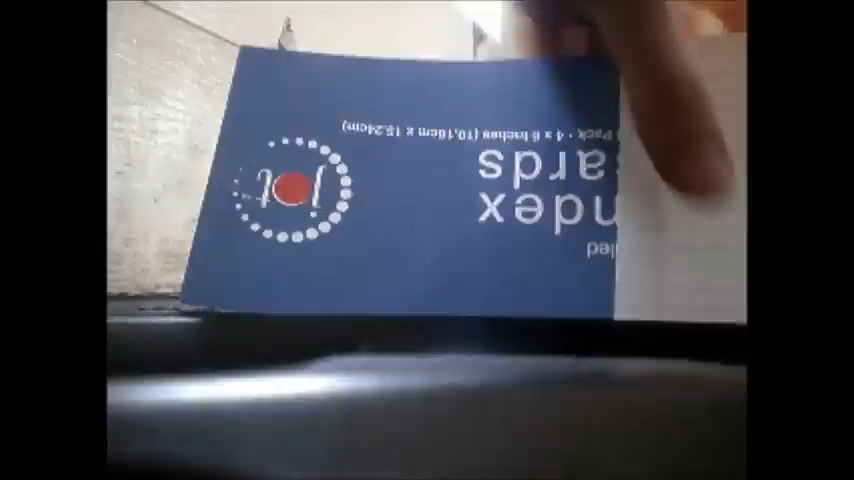 led
ndex
ards
Pack • 4 x 6 inches (10.16cm x 15.24cm)
jot